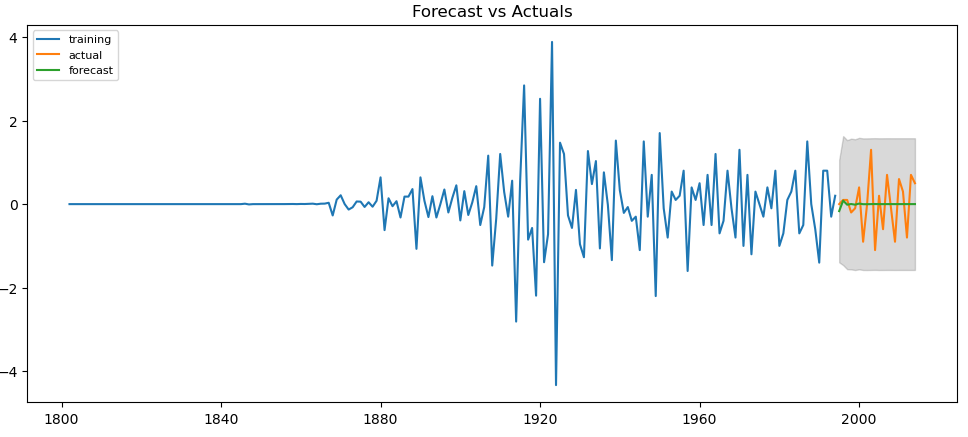 Forecast vs Actuals
training
actual
forecast
4
2
0
−2
−4
1800 1840 1880 1920 1960 2000